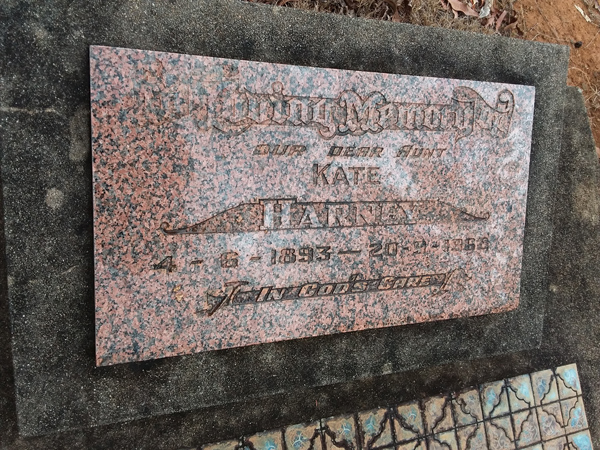 In Loving Memory of
OUR DEAR AUNT
KATE
HARNEY
4 - 6 - 1893 —
IN GOD'S CARE